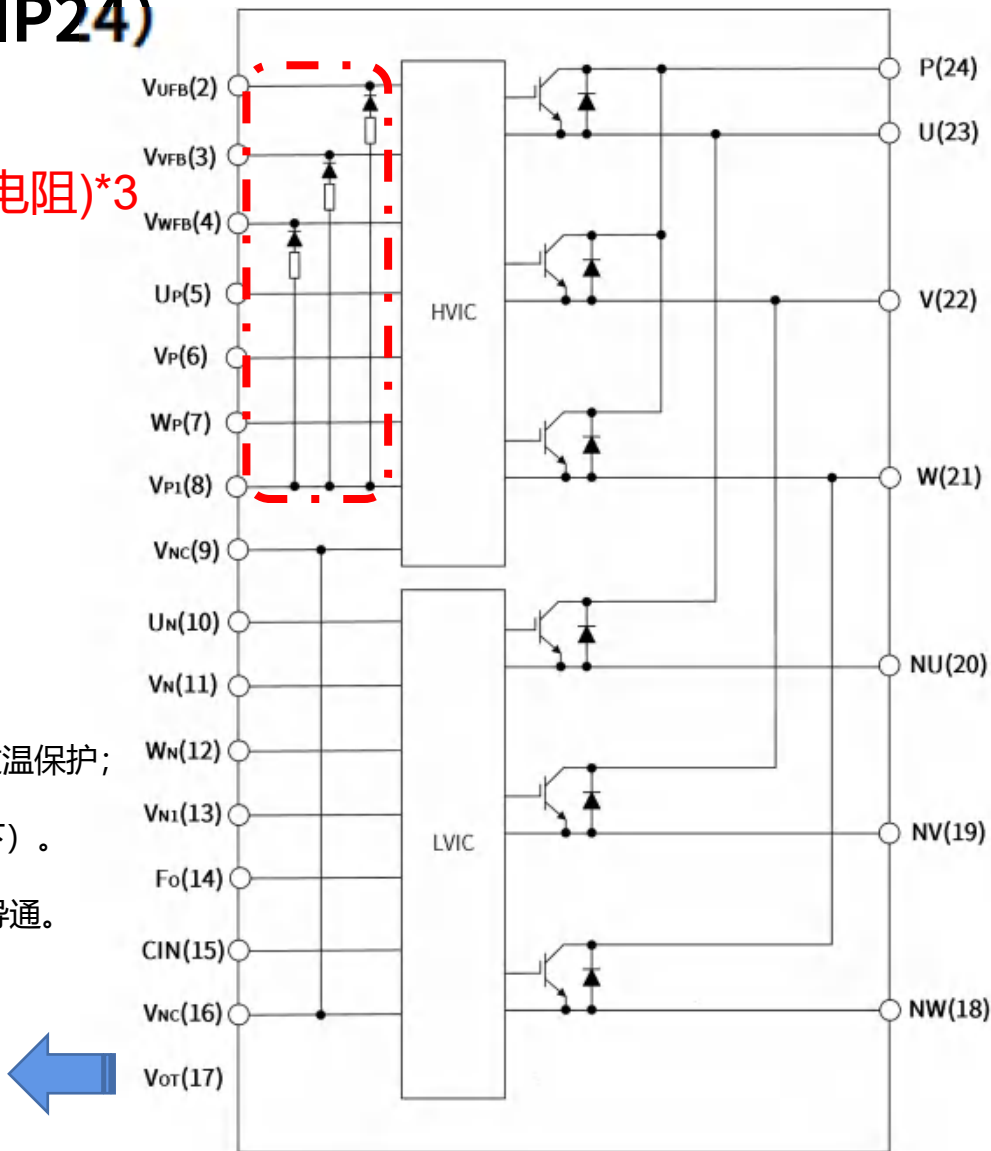 IP24)
电阻)*3
温保护；
下）。
导通。
VUFB(2)
VVFB(3)
VWFB(4)
UP(5)
VP(6)
WP(7)
VP1(8)
VNC(9)
UN(10)
VN(11)
WN(12)
VN1(13)
FO(14)
CIN(15)
VNC(16)
VOT(17)
HVIC
LVIC
P(24)
U(23)
V(22)
W(21)
NU(20)
NV(19)
NW(18)